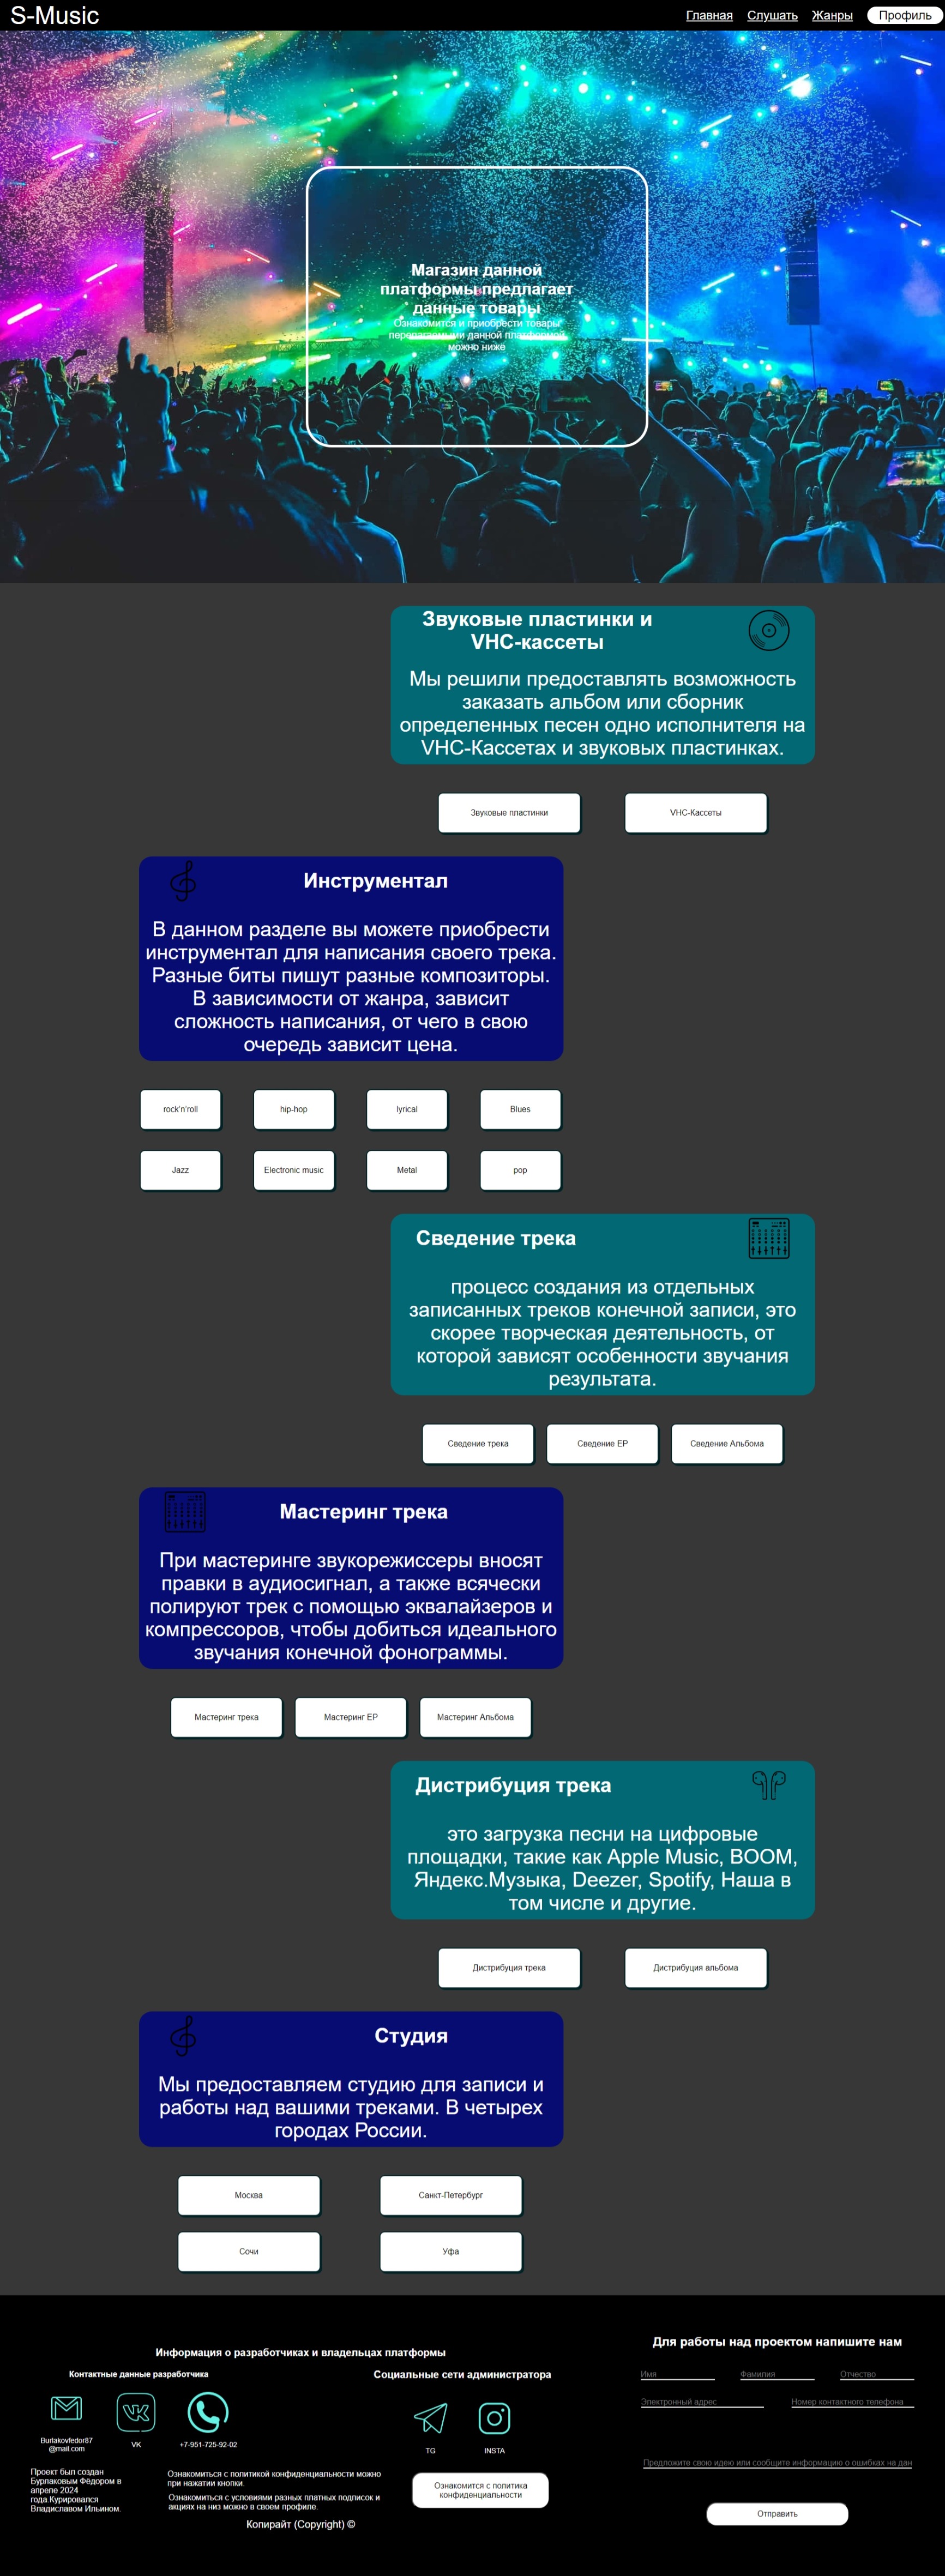 S-Music
Главная Слушать Жанры Профиль
Магазин данной
платформы предлагает
данные товары
Ознакомится и приобрести товары
можно ниже
Звуковые пластинки и
VHC-кассеты
Мы решили предоставлять возможность
заказать альбом или сборник
определенных песен одно исполнителя на
VHC-Кассетах и звуковых пластинках.
Звуковые пластинки
VHC-Кассеты
Инструментал
В данном разделе вы можете приобрести
инструментал для написания своего трека.
Разные биты пишут разные композиторы.
В зависимости от жанра, зависит
сложность написания, от чего в свою
очередь зависит цена.
rock'n'roll
hip-hop
lyrical
Blues
Jazz
Electronic music
Metal
pop
Сведение трека
процесс создания из отдельных
записанных треков конечной записи, это
скорее творческая деятельность, от
которой зависят особенности звучания
результата.
Сведение трека
Сведение EP
Сведение Альбома
Мастеринг трека
При мастеринге звукорежиссеры вносят
правки в аудиосигнал, а также всячески
полируют трек с помощью эквалайзеров и
компрессоров, чтобы добиться идеального
звучания конечной фонограммы.
Мастеринг трека
Мастеринг EP
Мастеринг Альбома
Дистрибуция трека
это загрузка песни на цифровые
площадки, такие как Apple Music, BOOM,
Яндекс.Музыка, Deezer, Spotify, Наша в
том числе и другие.
Дистрибуция трека
Дистрибуция альбома
Студия
Мы предоставляем студию для записи и
работы над вашими треками. В четырех
городах России.
Москва
Санкт-Петербург
Сочи
Уфа
Информация о разработчиках и владельцах платформы
Контактные данные разработчика
Burlakovfedor87
@mail.com
VK
+7-951-725-92-02
Социальные сети администратора
TG
INSTA
Проект был создан
Бурлаковым Фёдором в
апреле 2024
года.Курировался
Владиславом Ильином.
Ознакомиться с политикой конфиденциальности можно
при нажатии кнопки.
Ознакомиться с условиями разных платных подписок и
акциях на низ можно в своем профиле.
Ознакомится с политика
конфиденциальности
Копирайт (Copyright) ©
Для работы над проектом напишите нам
Имя
Фамилия
Отчество
Электронный адрес
Номер контактного телефона
Предложите свою идею или сообщите информацию о ошибках на дан
Отправить